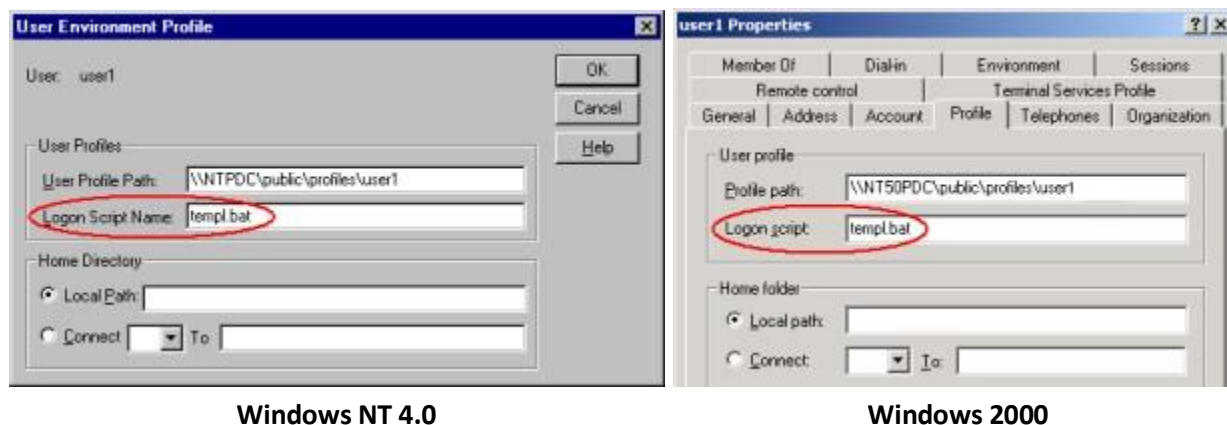 User Environment Profile
User: user1
OK
Cancel
Help
User Profiles
User Profile Path: \\NTPDC\public\profiles\user1
Logon Script Name: templ.bat
Home Directory
Local Path:
Connect To
user1 Properties
Member Of Dial-in Environment Sessions
Remote control Terminal Services Profile
General Address Account Profile Telephones Organization
User profile
Profile path: \\NT50PDC\public\profiles\user1
Logon script: templ.bat
Home folder
Local path:
Connect: To:
Windows NT 4.0
Windows 2000